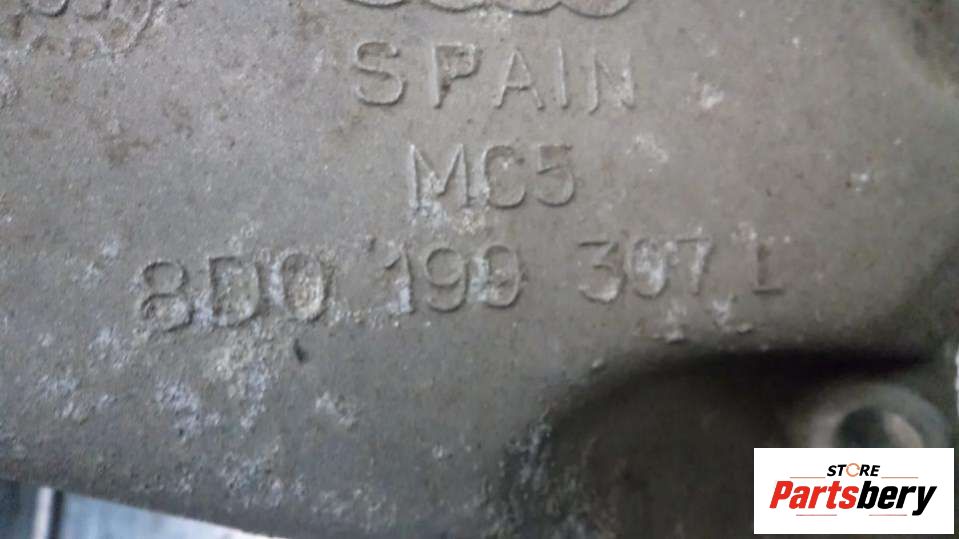 SPAIN
MC5
8D0 199 307 L
STORE
Partsbery